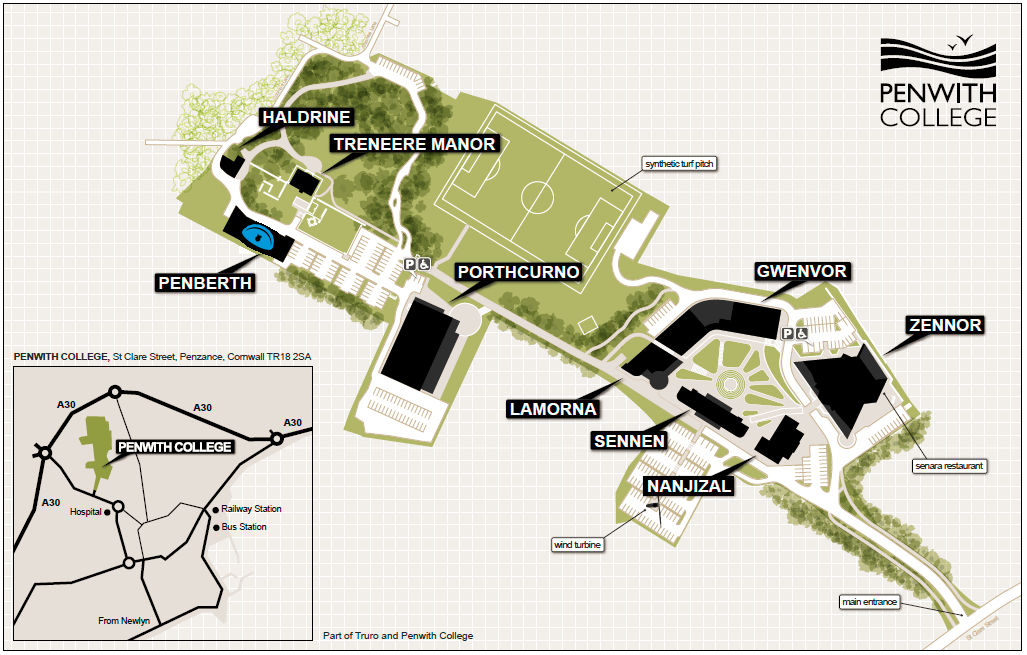 PENWITH
COLLEGE
HALDRINE
TRENEERE MANOR
synthetic turf pitch
P
PENBERTH
PORTHCURNO
GWENVOR
P
ZENNOR
PENWITH COLLEGE, St Clare Street, Penzance, Cornwall TR18 2SA
A30
A30
A30
PENWITH COLLEGE
A30
Hospital
Railway Station
Bus Station
From Newlyn
LAMORNA
SENNEN
NANJIZAL
senara restaurant
wind turbine
main entrance
St Clare Street
Part of Truro and Penwith College